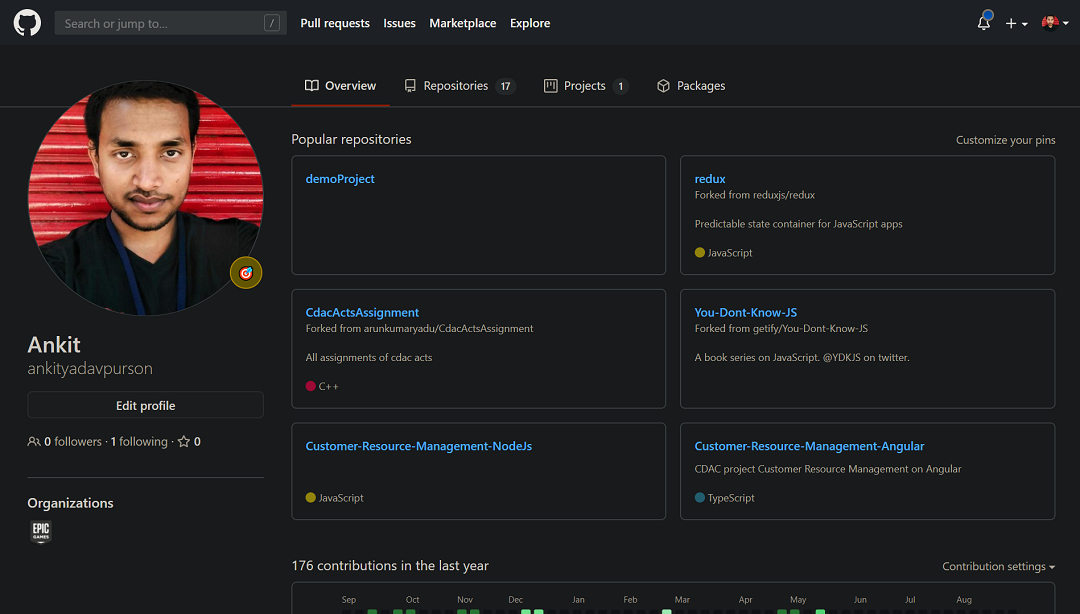 Search or jump to... /
Pull requests Issues Marketplace Explore
Overview Repositories 17 Projects 1 Packages
Ankit
ankityadavpurson
Edit profile
0 followers · 1 following · 0
Organizations
EPIC
GAMES
Popular repositories Customize your pins
demoProject
redux
Forked from reduxjs/redux
Predictable state container for JavaScript apps
JavaScript
CdacActsAssignment
Forked from arunkumaryadu/CdacActsAssignment
All assignments of cdac acts
C++
You-Dont-Know-JS
Forked from getify/You-Dont-Know-JS
A book series on JavaScript. @YDKJS on twitter.
Customer-Resource-Management-NodeJs
JavaScript
Customer-Resource-Management-Angular
CDAC project Customer Resource Management on Angular
TypeScript
176 contributions in the last year Contribution settings
Sep Oct Nov Dec Jan Feb Mar Apr May Jun Jul Aug